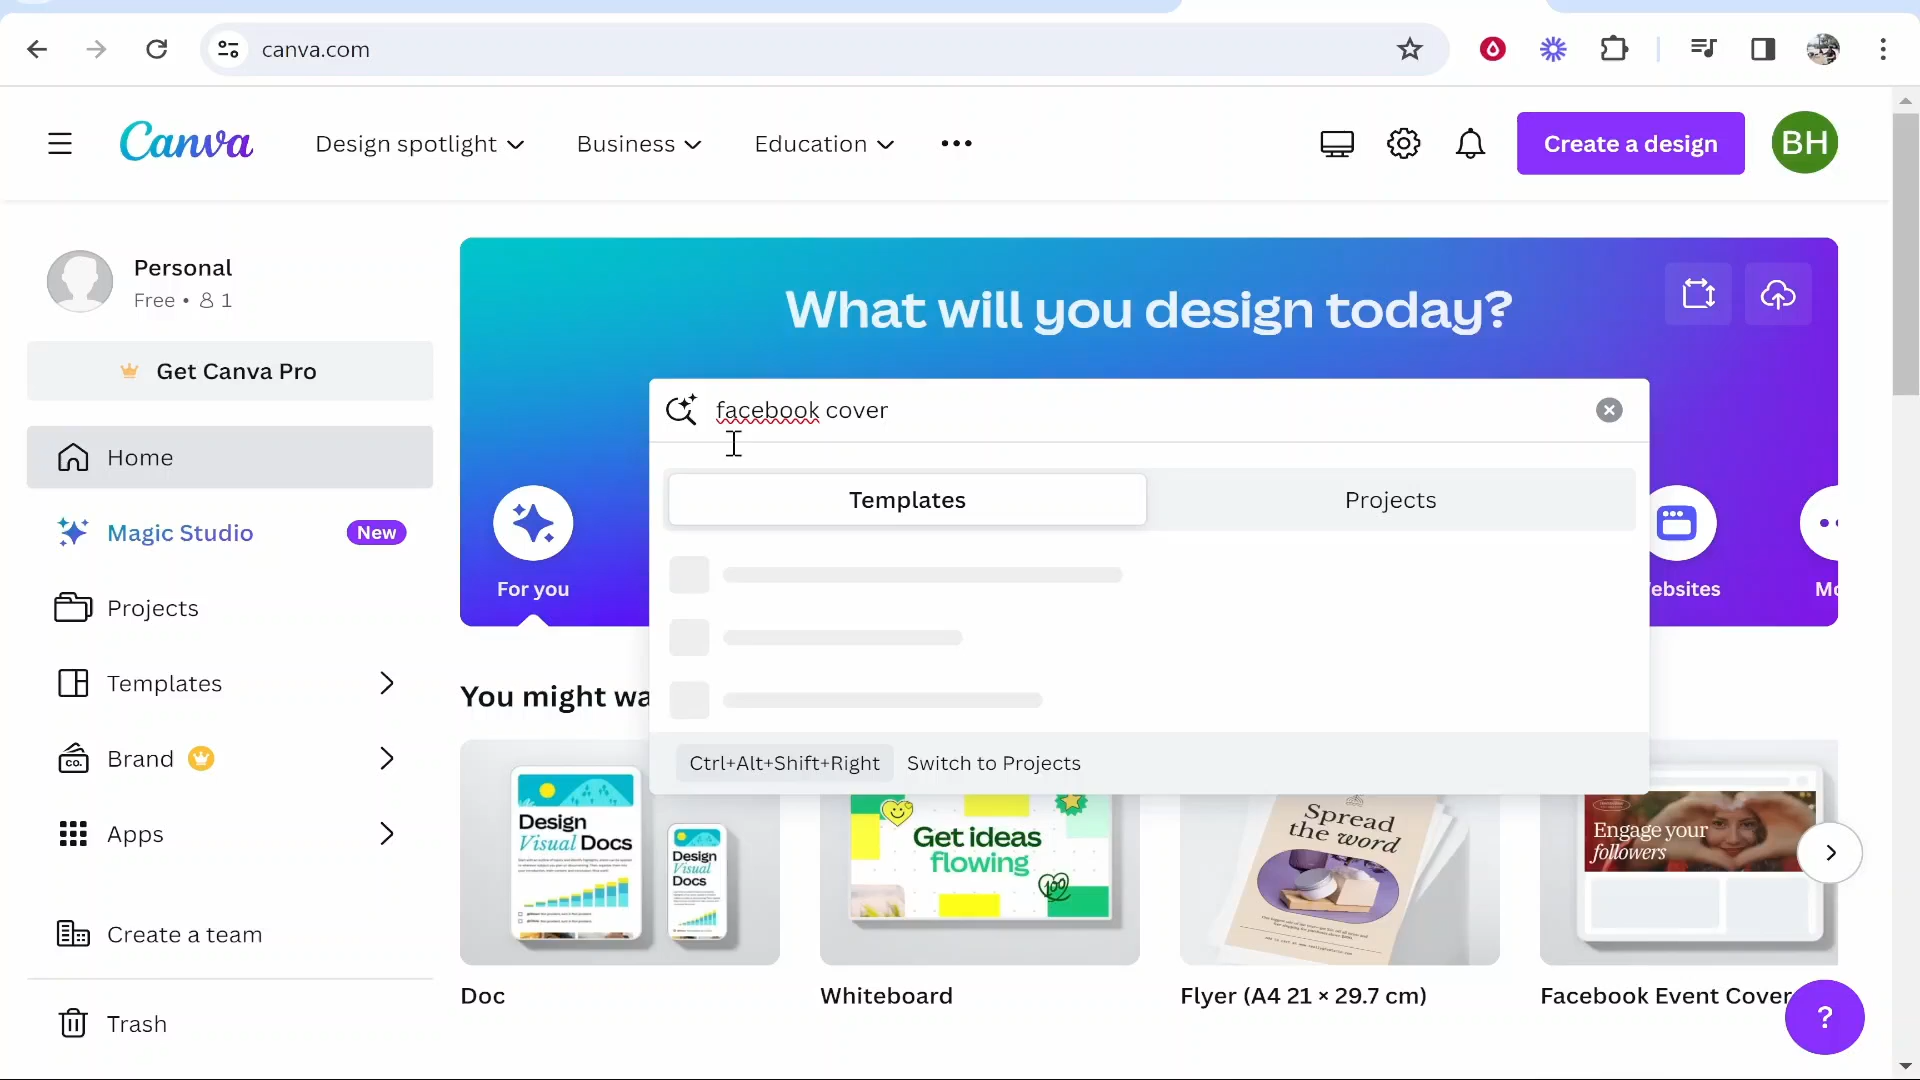 canva.com
Canva
Design spotlight
Business
Education
Create a design
BH
Personal
Free • 1
Get Canva Pro
Home
Magic Studio
New
Projects
Templates
Brand
CO.
Apps
Create a team
Trash
What will you design today?
facebook cover
Templates
Projects
For you
ebsites
Mo
Ctrl+Alt+Shift+Right
Switch to Projects
You might wa
Design
Visual Docs
Design
Visual
Docs
Get ideas
flowing
100
Spread
the word
Engage your
followers
Doc
Whiteboard
Flyer (A4 21 × 29.7 cm)
Facebook Event Cover
?